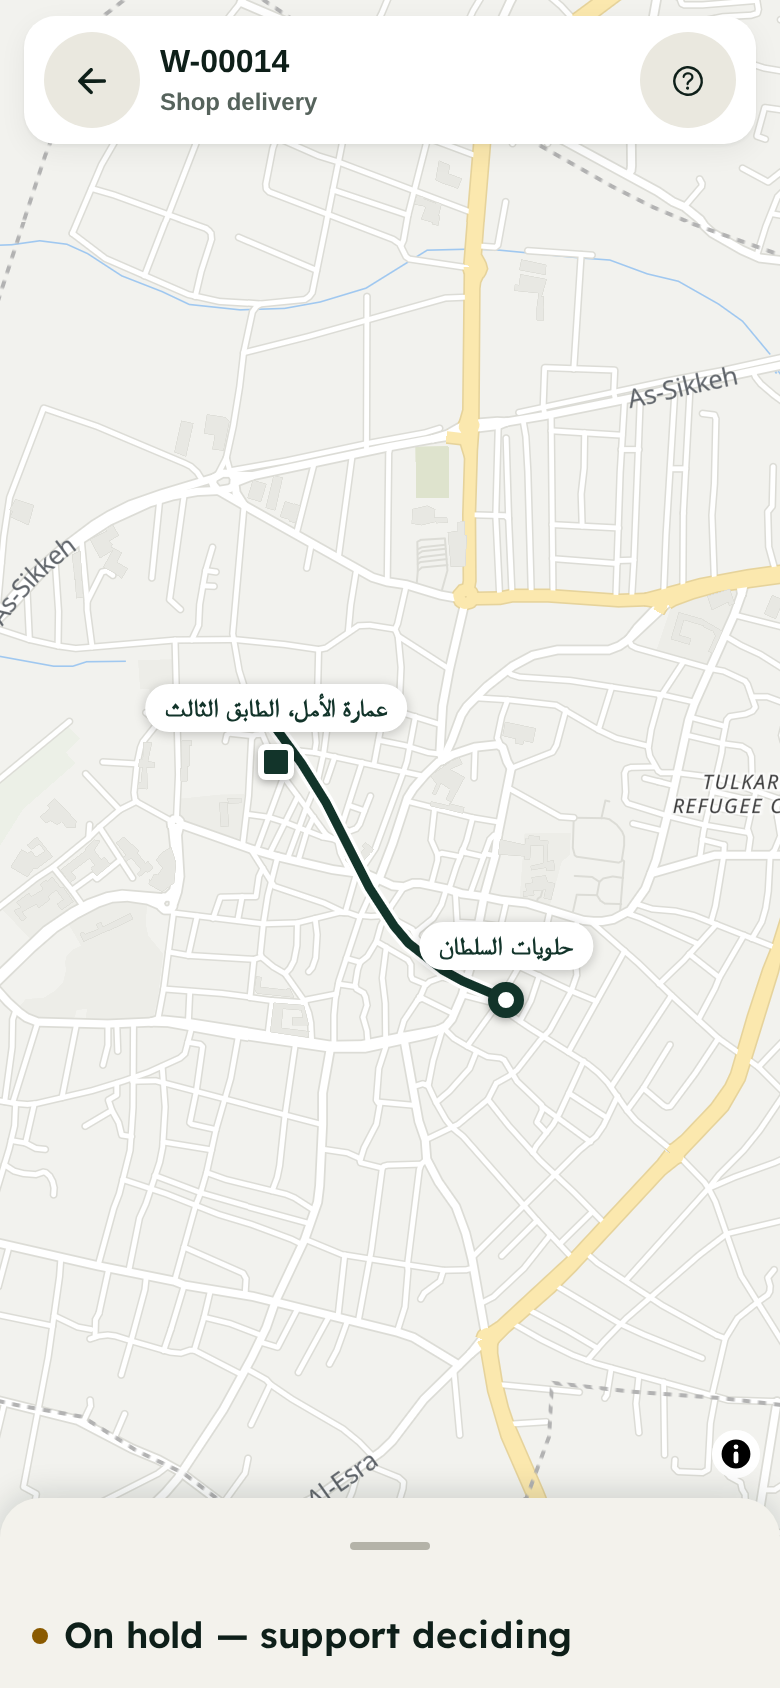 W-00014
Shop delivery
As-Sikkeh
As-Sikkeh
عمارة الأمل، الطابق الثالث
TULKAR
REFUGEE C
حلويات السلطان
Al-Esra
On hold — support deciding